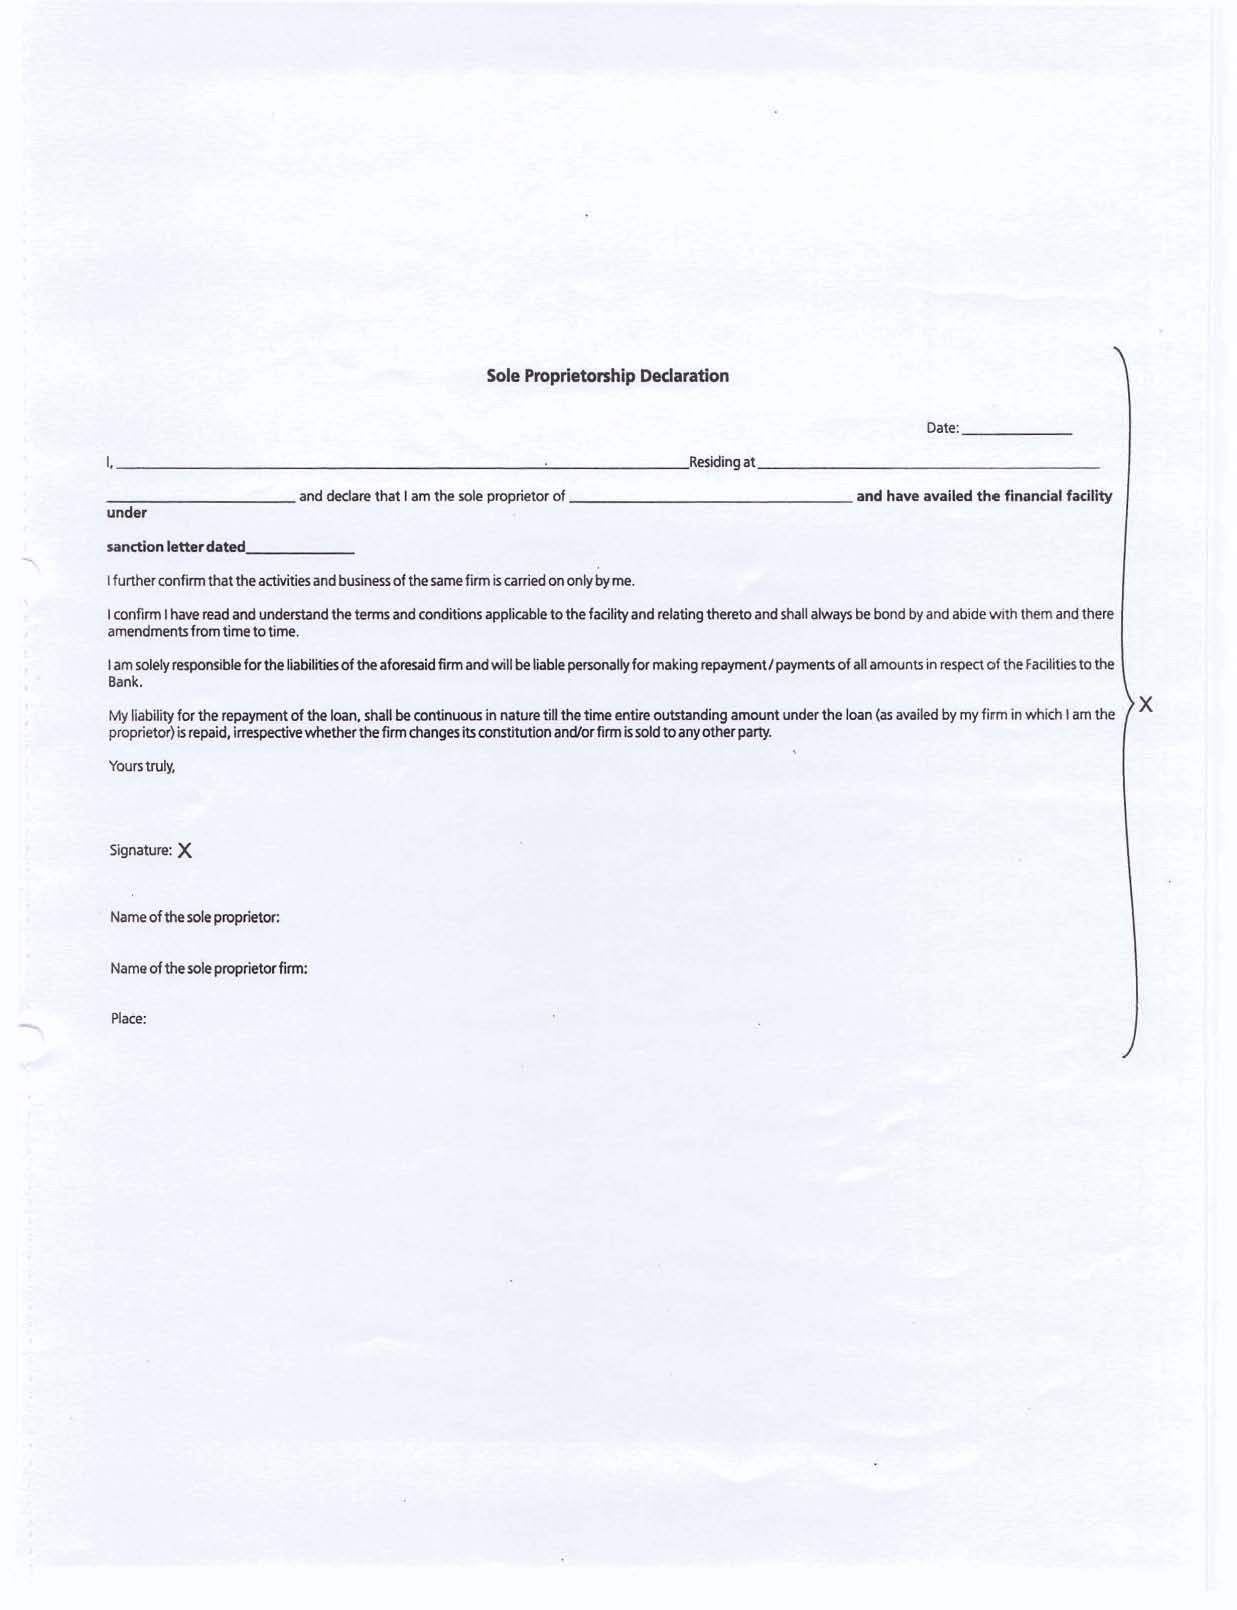 Sole Proprietorship Declaration
Date: ____________
I, ______________________________ Residing at ______________________________
____________________ and declare that I am the sole proprietor of ______________________________ and have availed the financial facility
under
sanction letter dated____________
I further confirm that the activities and business of the same firm is carried on only by me.
I confirm I have read and understand the terms and conditions applicable to the facility and relating thereto and shall always be bond by and abide with them and there
amendments from time to time.
I am solely responsible for the liabilities of the aforesaid firm and will be liable personally for making repayment / payments of all amounts in respect of the Facilities to the
Bank.
X
My liability for the repayment of the loan, shall be continuous in nature till the time entire outstanding amount under the loan (as availed by my firm in which I am the
proprietor) is repaid, irrespective whether the firm changes its constitution and/or firm is sold to any other party.
Yours truly,
Signature: X
Name of the sole proprietor:
Name of the sole proprietor firm:
Place: